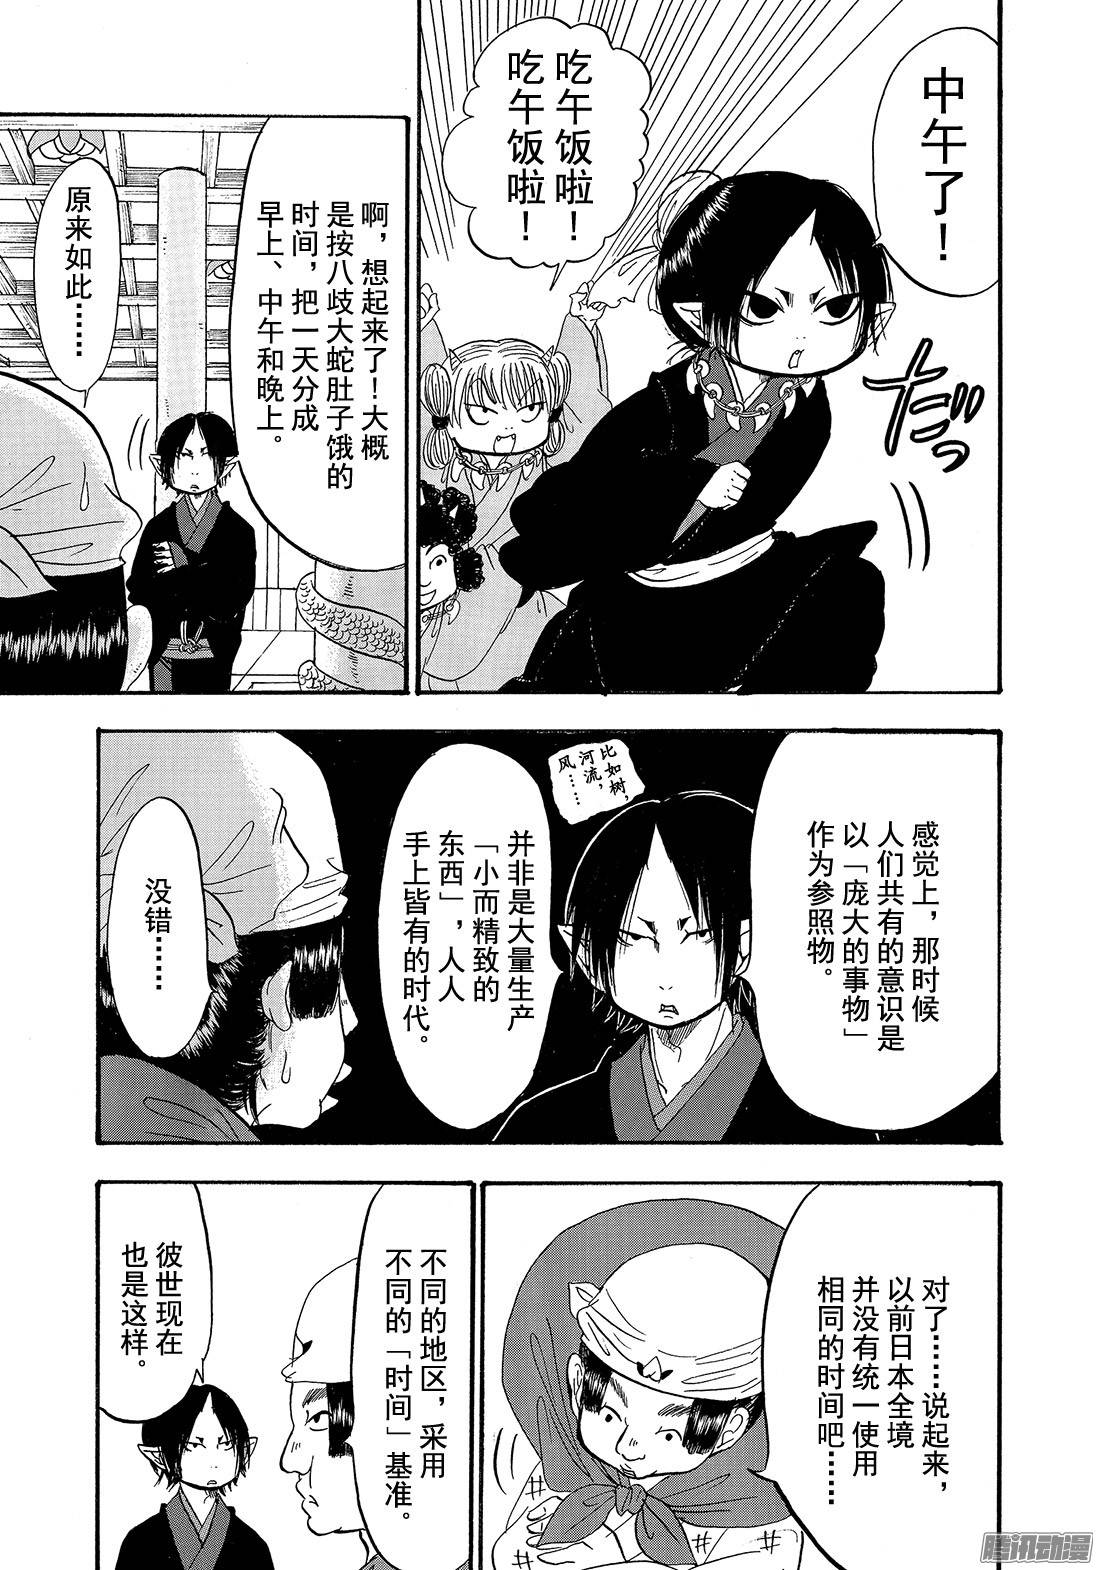 中午了！
吃午饭啦！
吃午饭啦！
ダダッ
啊，想起来了！大概
是按八歧大蛇肚子饿的
时间，把一天分成
早上、中午和晚上。
原来如此……
感觉上，那时候
人们共有的意识是
以「庞大的事物」
作为参照物。
比如树，
河流，
风……
并非是大量生产
「小而精致的
东西」，人人
手上皆有的时代。
没错……
对了……说起来，
以前日本全境
并没有统一使用
相同的时间吧……
不同的地区，采用
不同的「时间」基准。
彼世现在
也是这样。
腾讯动漫